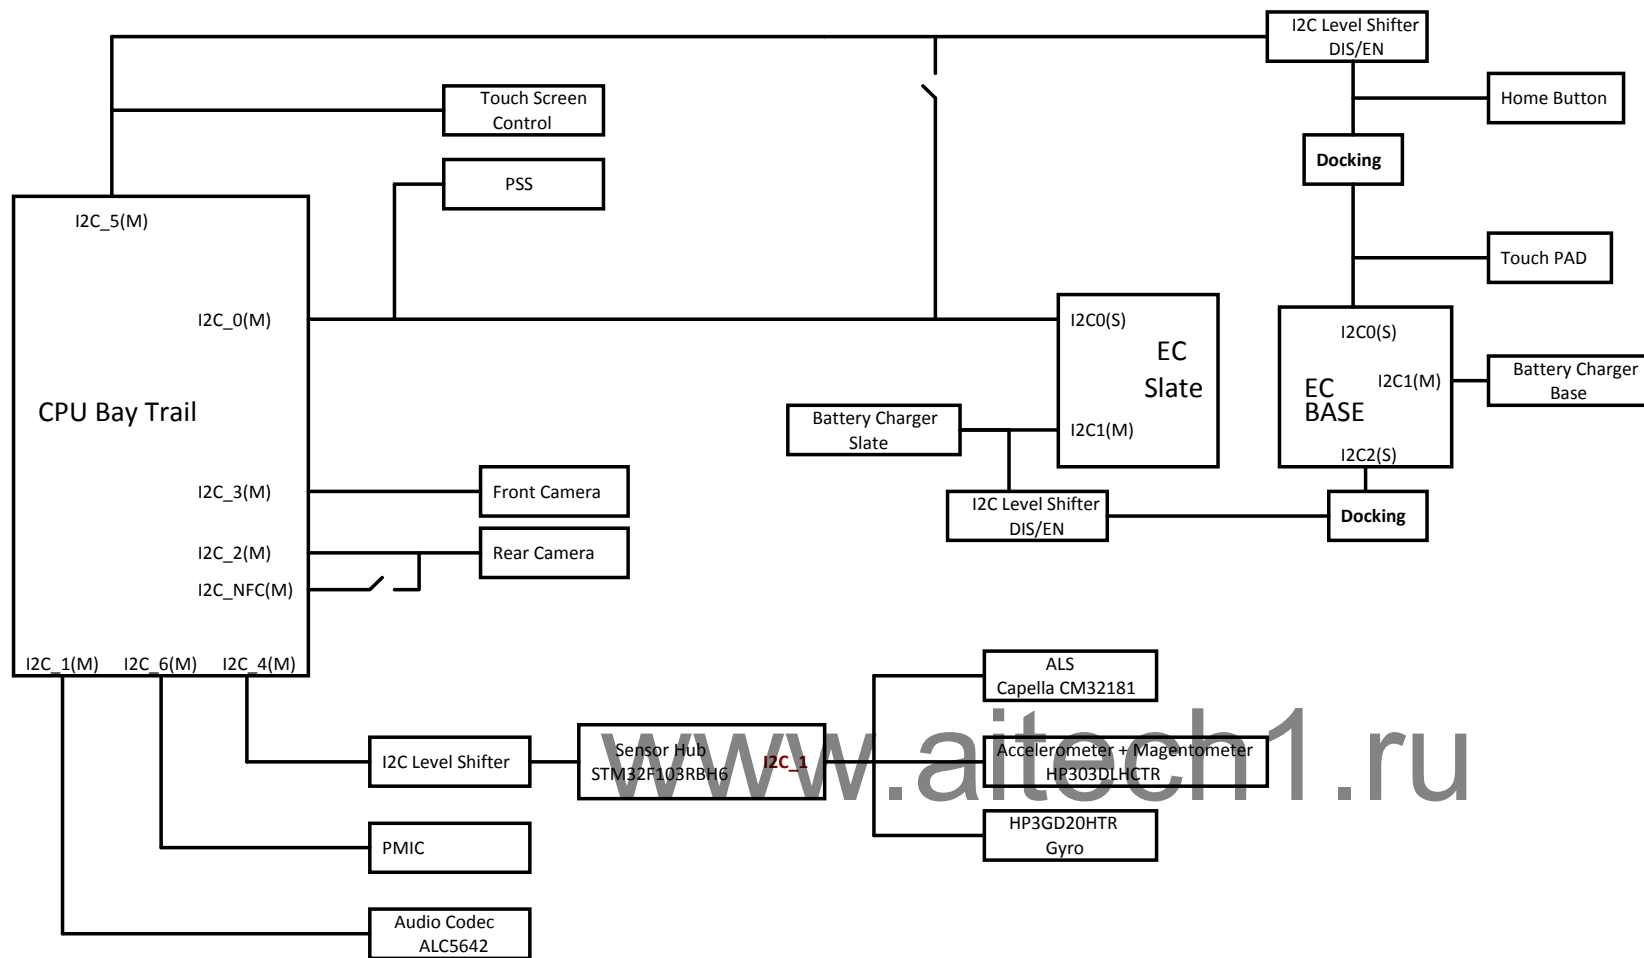 I2C Level Shifter
DIS/EN
Touch Screen
Control
Home Button
Docking
PSS
I2C_5(M)
Touch PAD
I2C_0(M)
I2C0(S)
EC
Slate
I2C1(M)
I2C0(S)
I2C1(M)
EC
BASE
I2C2(S)
Battery Charger
Base
CPU Bay Trail
Battery Charger
Slate
I2C_3(M)
Front Camera
I2C Level Shifter
DIS/EN
Docking
I2C_2(M)
Rear Camera
I2C_NFC(M)
I2C_1(M)
I2C_6(M)
I2C_4(M)
ALS
Capella CM32181
I2C Level Shifter
Sensor Hub
STM32F103RBH6
I2C_1
Accelerometer + Magentometer
HP303DLHCTR
www.aitech1.ru
HP3GD20HTR
Gyro
PMIC
Audio Codec
ALC5642